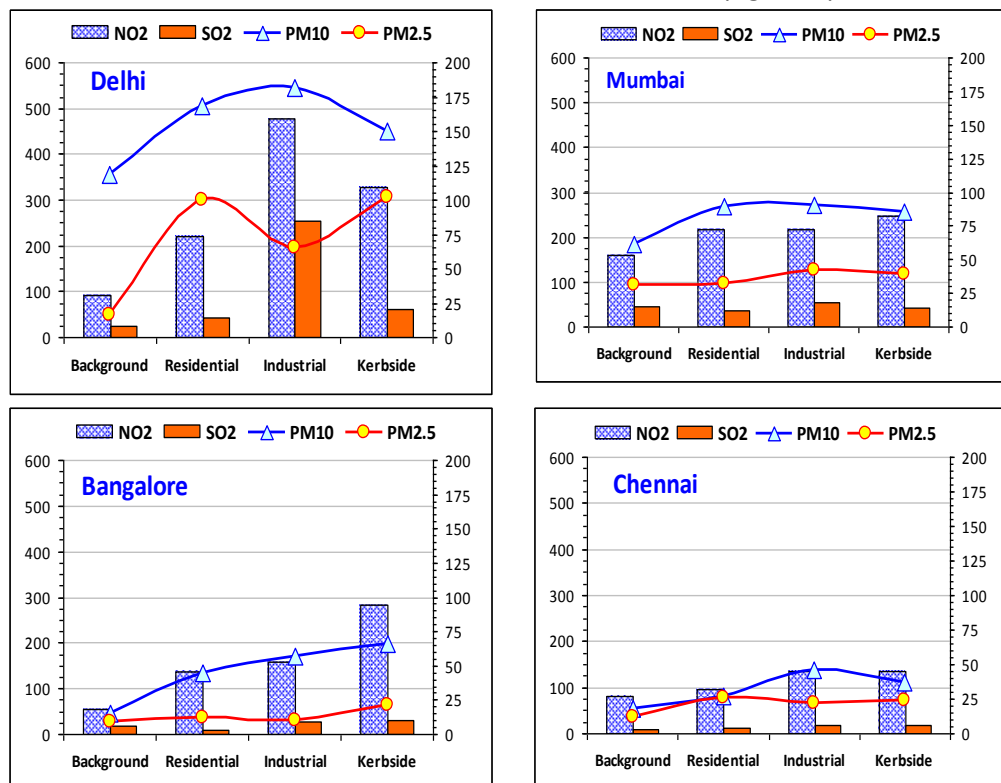 NO2 SO2 PM10 PM2.5
Delhi
600 500 400 300 200 100 0
200 175 150 125 100 75 50 25 0
Background Residential Industrial Kerbside
NO2 SO2 PM10 PM2.5
Mumbai
600 500 400 300 200 100 0
200 175 150 125 100 75 50 25 0
Background Residential Industrial Kerbside
NO2 SO2 PM10 PM2.5
Bangalore
600 500 400 300 200 100 0
200 175 150 125 100 75 50 25 0
Background Residential Industrial Kerbside
NO2 SO2 PM10 PM2.5
Chennai
600 500 400 300 200 100 0
200 175 150 125 100 75 50 25 0
Background Residential Industrial Kerbside